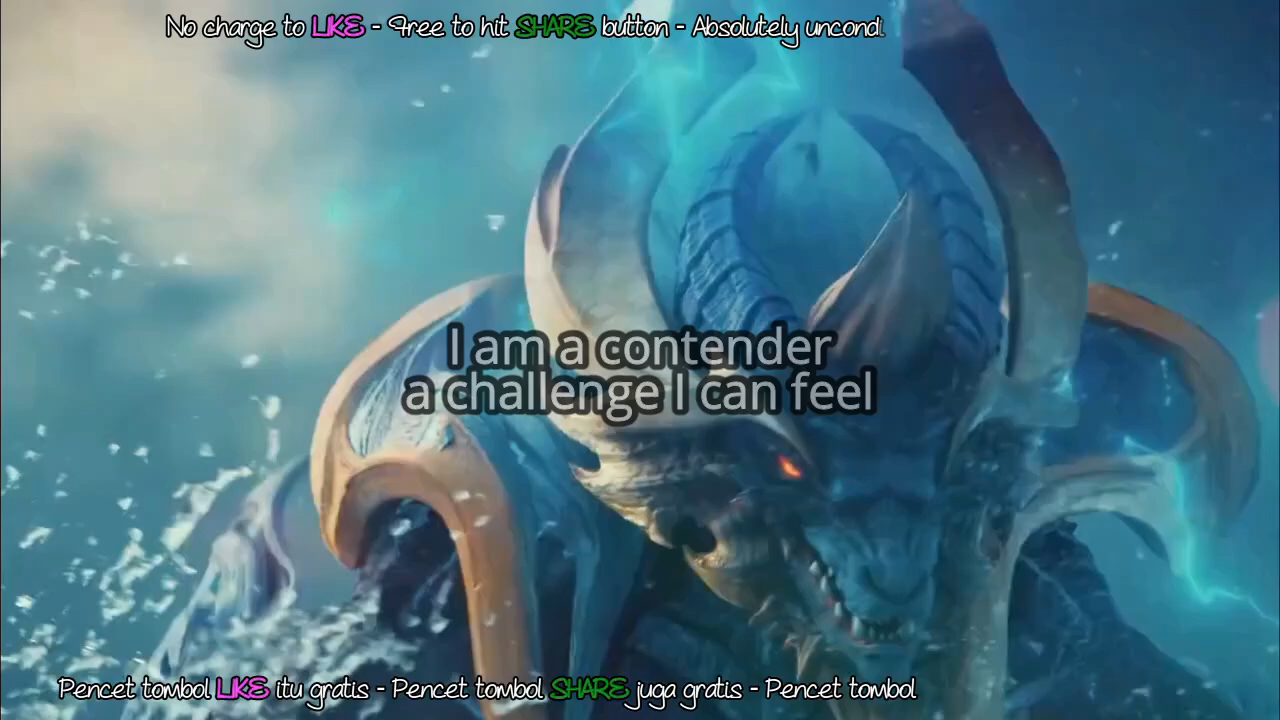 No charge to LIKE - Free to hit SHARE button - Absolutely uncondi
I am a contender
a challenge I can feel
Pencet tombol LIKE itu gratis - Pencet tombol SHARE juga gratis - Pencet tombol